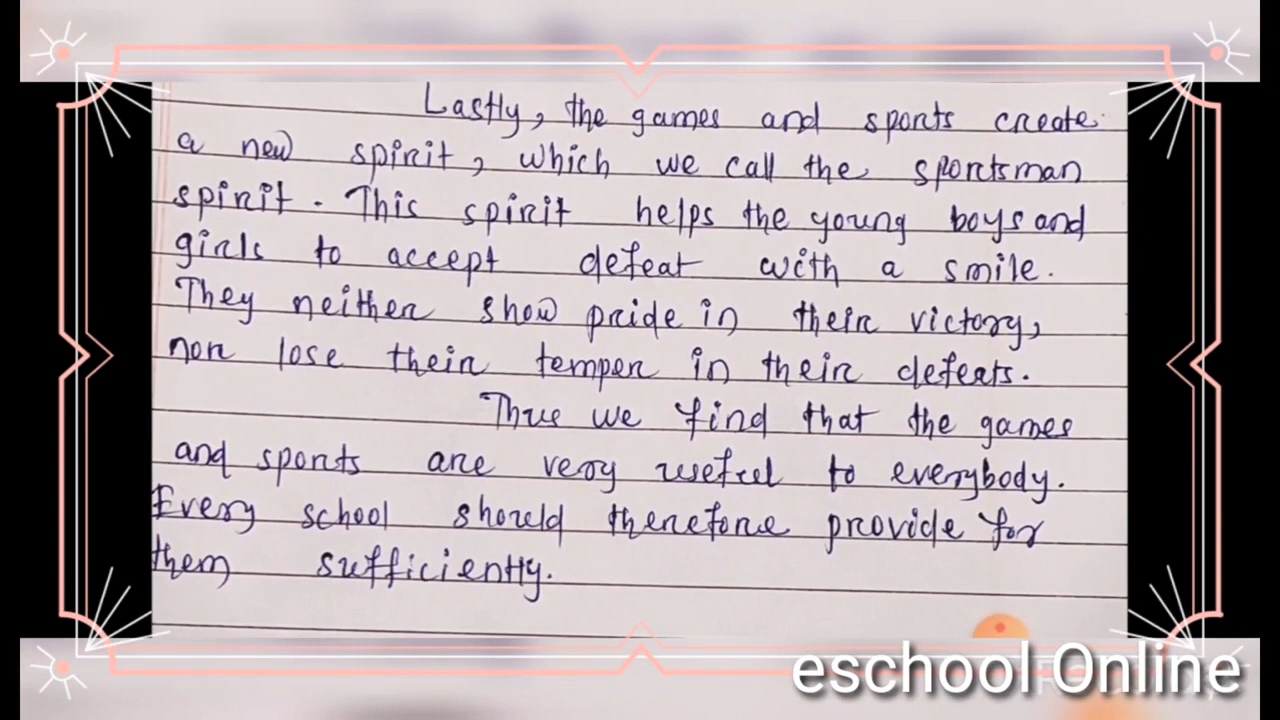 Lastly, the games and sports create
a new spirit, which we call the sportsman
spirit. This spirit helps the young boys and
girls to accept defeat with a smile.
They neither show pride in their victory,
nor lose their temper in their defeats.
Thus we find that the games
and sports are very useful to everybody.
Every school should therefore provide for
them sufficiently.
eschool Online